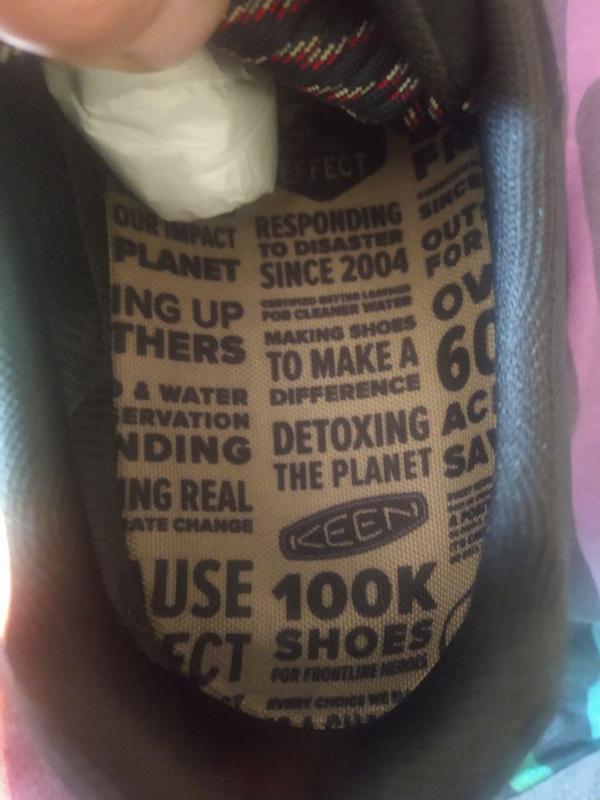 EFFECT
OUR IMPACT
PLANET
ING UP
THERS
& WATER
ERVATION
NDING
ING REAL
ATE CHANGE
USE
ECT
RESPONDING
TO DISASTER
SINCE 2004
CERTIFIED BETTER LEATHER
FOR CLEANER WATER
MAKING SHOES
TO MAKE A
DIFFERENCE
DETOXING
THE PLANET
KEEN
100K
SHOES
FOR FRONTLINE HEROES
EVERY CHOICE WE
FR
SINCE
OUT
FOR
OV
60
AC
SAV